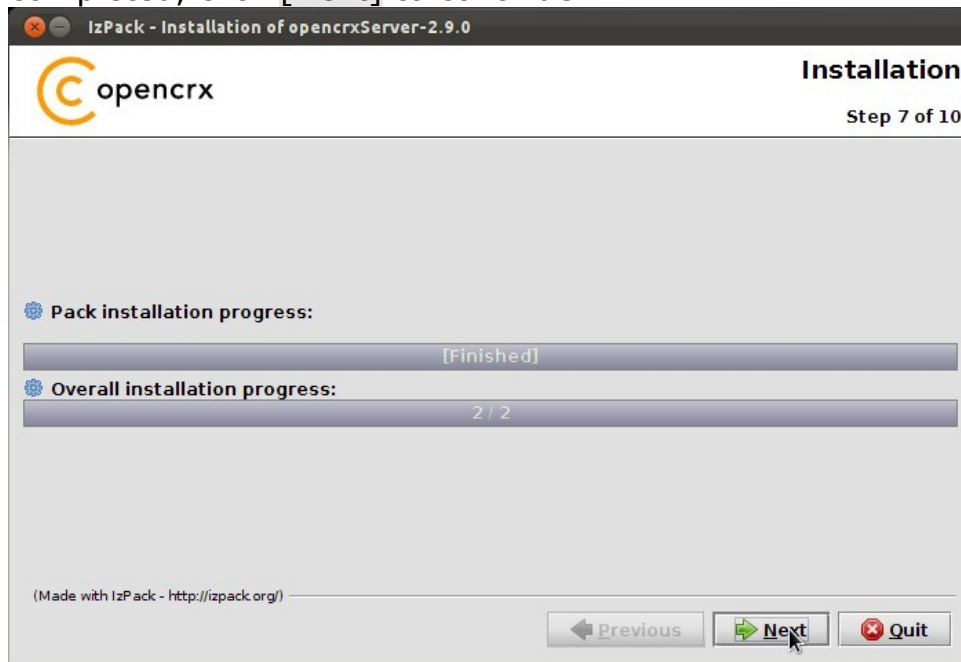 IzPack - Installation of opencrxServer-2.9.0
opencrx
Installation
Step 7 of 10
Pack installation progress:
[Finished]
Overall installation progress:
2 / 2
(Made with IzPack - http://izpack.org/)
Previous
Next
Quit